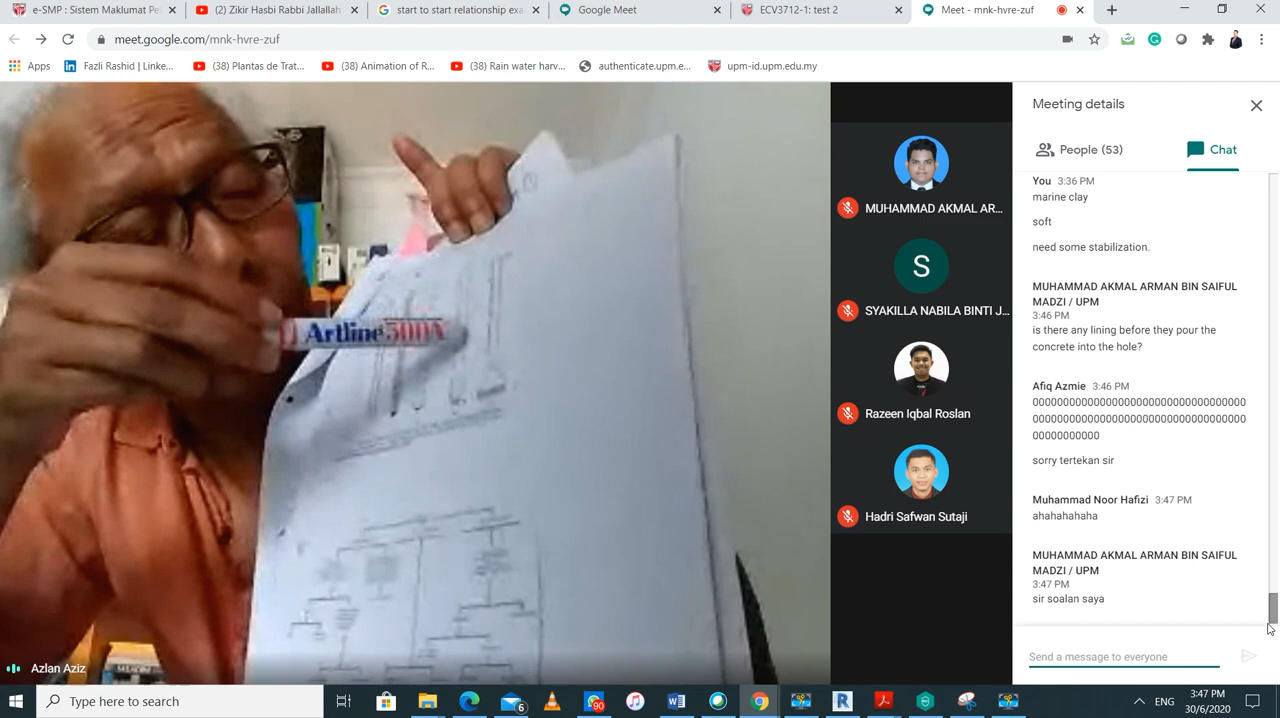 e-SMP : Sistem Maklumat Pe
(2) Zikir Hasbi Rabbi Jallallah
start to start relationship exa
Google Meet
ECV3712-1: test 2
Meet - mnk-hvre-zuf
meet.google.com/mnk-hvre-zuf
Apps
Fazli Rashid | Linke...
(38) Plantas de Trat...
(38) Animation of R...
(38) Rain water harv...
authenticate.upm.e...
upm-id.upm.edu.my
Artline 500A
Azlan Aziz
MUHAMMAD AKMAL AR...
S
SYAKILLA NABILA BINTI J...
Razeen Iqbal Roslan
Hadri Safwan Sutaji
Meeting details
People (53)
Chat
You 3:36 PM
marine clay
soft
need some stabilization.
MUHAMMAD AKMAL ARMAN BIN SAIFUL
MADZI / UPM
3:46 PM
is there any lining before they pour the
concrete into the hole?
Afiq Azmie 3:46 PM
sorry tertekan sir
Muhammad Noor Hafizi 3:47 PM
ahahahahaha
MUHAMMAD AKMAL ARMAN BIN SAIFUL
MADZI / UPM
3:47 PM
sir soalan saya
Send a message to everyone
Type here to search
6
90
ENG
3:47 PM
30/6/2020